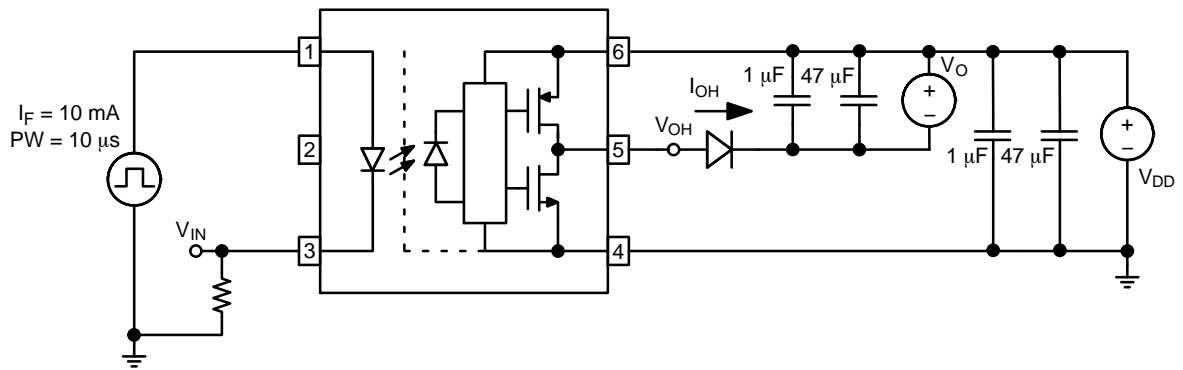 1
6
1 μF 47 μF
V_O
I_F = 10 mA
PW = 10 μs
I_OH
V_OH
+
−
2
5
1 μF 47 μF
+
−
V_DD
V_IN
3
4